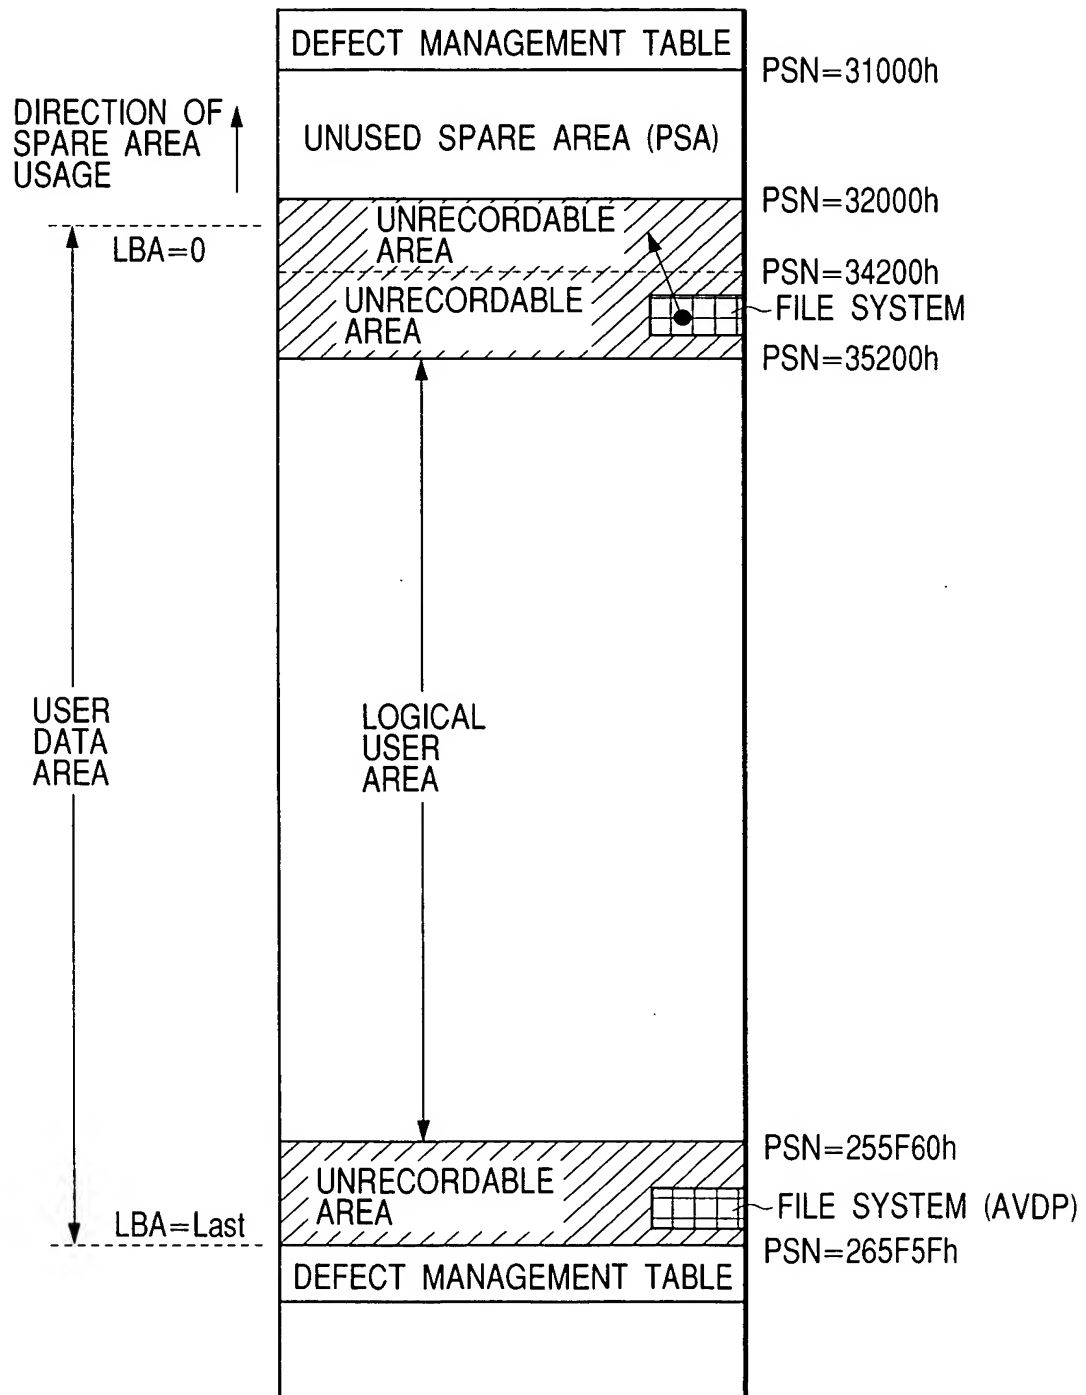 DEFECT MANAGEMENT TABLE
PSN=31000h
DIRECTION OF
SPARE AREA
USAGE
UNUSED SPARE AREA (PSA)
PSN=32000h
UNRECORDABLE
AREA
LBA=0
PSN=34200h
UNRECORDABLE
AREA
FILE SYSTEM
PSN=35200h
USER
DATA
AREA
LOGICAL
USER
AREA
PSN=255F60h
UNRECORDABLE
AREA
FILE SYSTEM (AVDP)
LBA=Last
PSN=265F5Fh
DEFECT MANAGEMENT TABLE